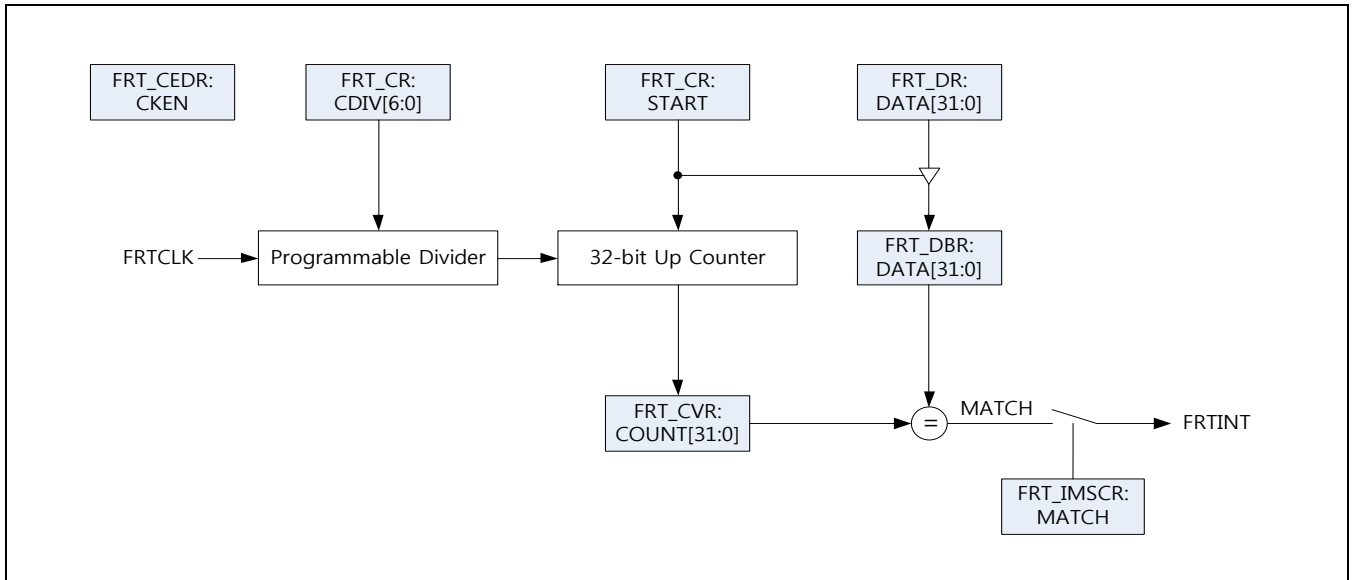 FRT_CEDR:
CKEN
FRT_CR:
CDIV[6:0]
FRT_CR:
START
FRT_DR:
DATA[31:0]
FRTCLK
Programmable Divider
32-bit Up Counter
FRT_DBR:
DATA[31:0]
FRT_CVR:
COUNT[31:0]
=
MATCH
FRTINT
FRT_IMSCR:
MATCH